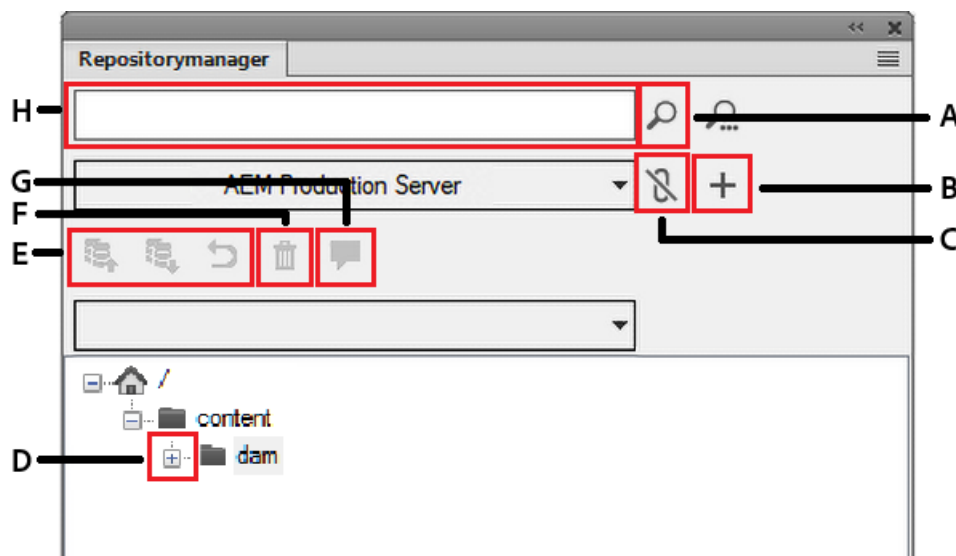 Repositorymanager
H
A
G
AEM Production Server
B
F
E
C
/
content
D
dam